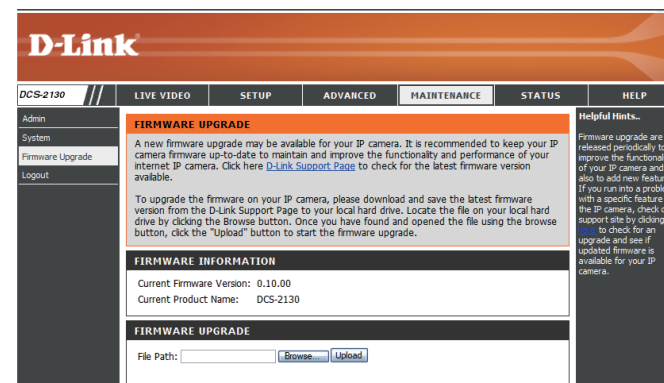 D-Link
DCS-2130
LIVE VIDEO
SETUP
ADVANCED
MAINTENANCE
STATUS
HELP
Admin
System
Firmware Upgrade
Logout
FIRMWARE UPGRADE
A new firmware upgrade may be available for your IP camera. It is recommended to keep your IP
camera firmware up-to-date to maintain and improve the functionality and performance of your
internet IP camera. Click here D-Link Support Page to check for the latest firmware version
available.
To upgrade the firmware on your IP camera, please download and save the latest firmware
version from the D-Link Support Page to your local hard drive. Locate the file on your local hard
drive by clicking the Browse button. Once you have found and opened the file using the browse
button, click the "Upload" button to start the firmware upgrade.
FIRMWARE INFORMATION
Current Firmware Version: 0.10.00
Current Product Name: DCS-2130
FIRMWARE UPGRADE
File Path: Browse... Upload
Helpful Hints..
Firmware upgrade are
released periodically to
improve the functional
of your IP camera and
also to add new featur
If you run into a proble
with a specific feature
the IP camera, check o
support site by clicking
here to check for an
upgrade and see if
updated firmware is
available for your IP
camera.